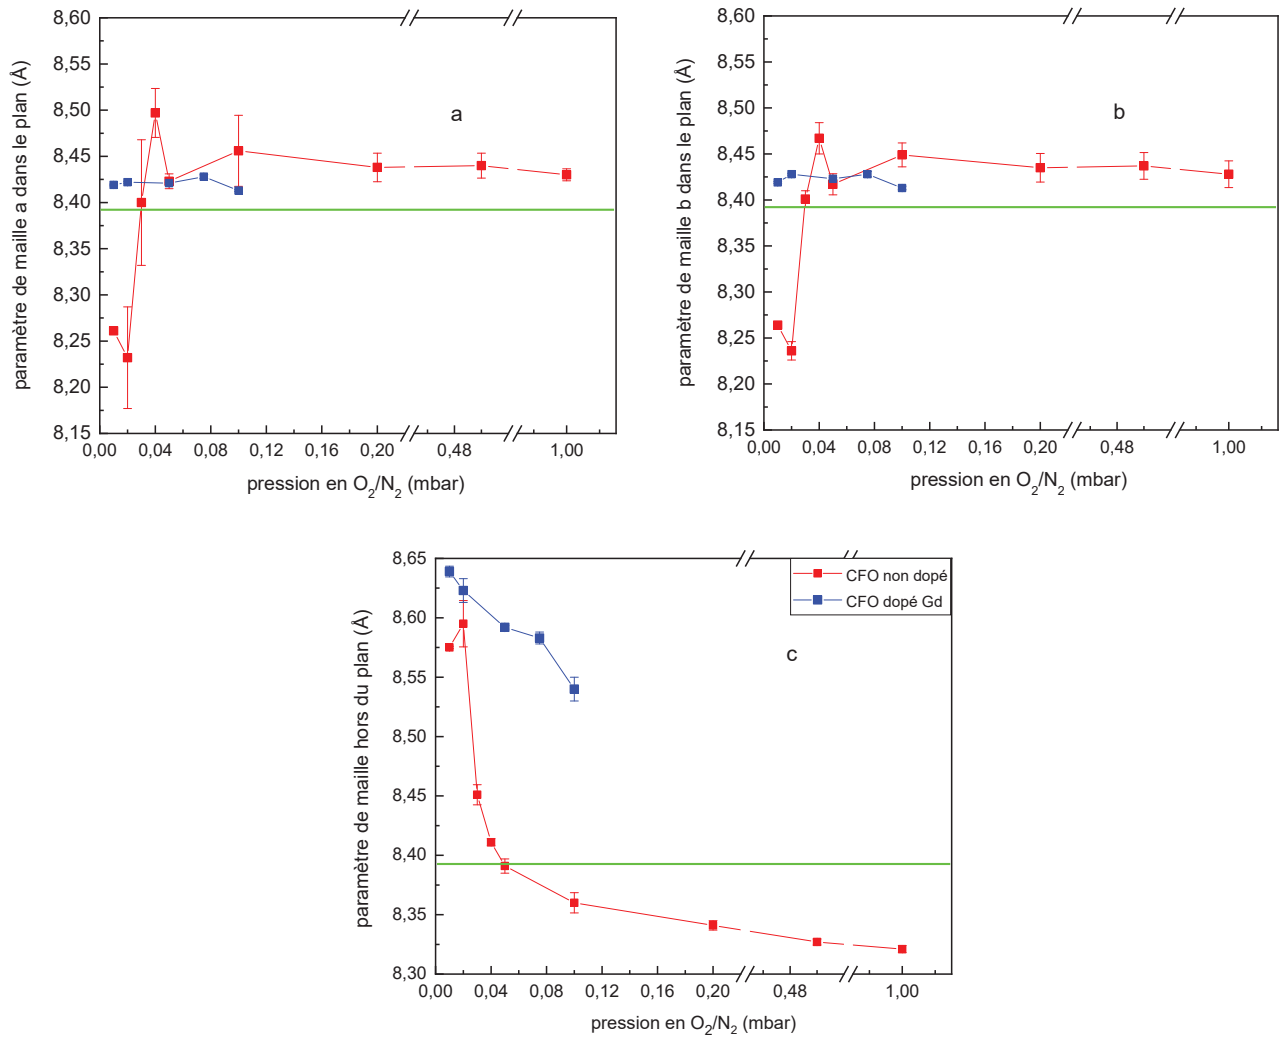 8,60
8,55
8,50
8,45
8,40
8,35
8,30
8,25
8,20
8,15
0,00 0,04 0,08 0,12 0,16 0,20 0,48 1,00
paramètre de maille a dans le plan (Å)
a
pression en O2/N2 (mbar)
8,60
8,55
8,50
8,45
8,40
8,35
8,30
8,25
8,20
8,15
0,00 0,04 0,08 0,12 0,16 0,20 0,48 1,00
paramètre de maille b dans le plan (Å)
b
pression en O2/N2 (mbar)
8,65
8,60
8,55
8,50
8,45
8,40
8,35
8,30
0,00 0,04 0,08 0,12 0,16 0,20 0,48 1,00
paramètre de maille hors du plan (Å)
CFO non dopé
CFO dopé Gd
c
pression en O2/N2 (mbar)